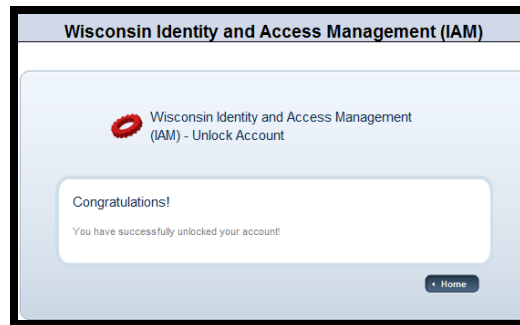 Wisconsin Identity and Access Management (IAM)
Wisconsin Identity and Access Management
(IAM) - Unlock Account
Congratulations!
You have successfully unlocked your account!
Home